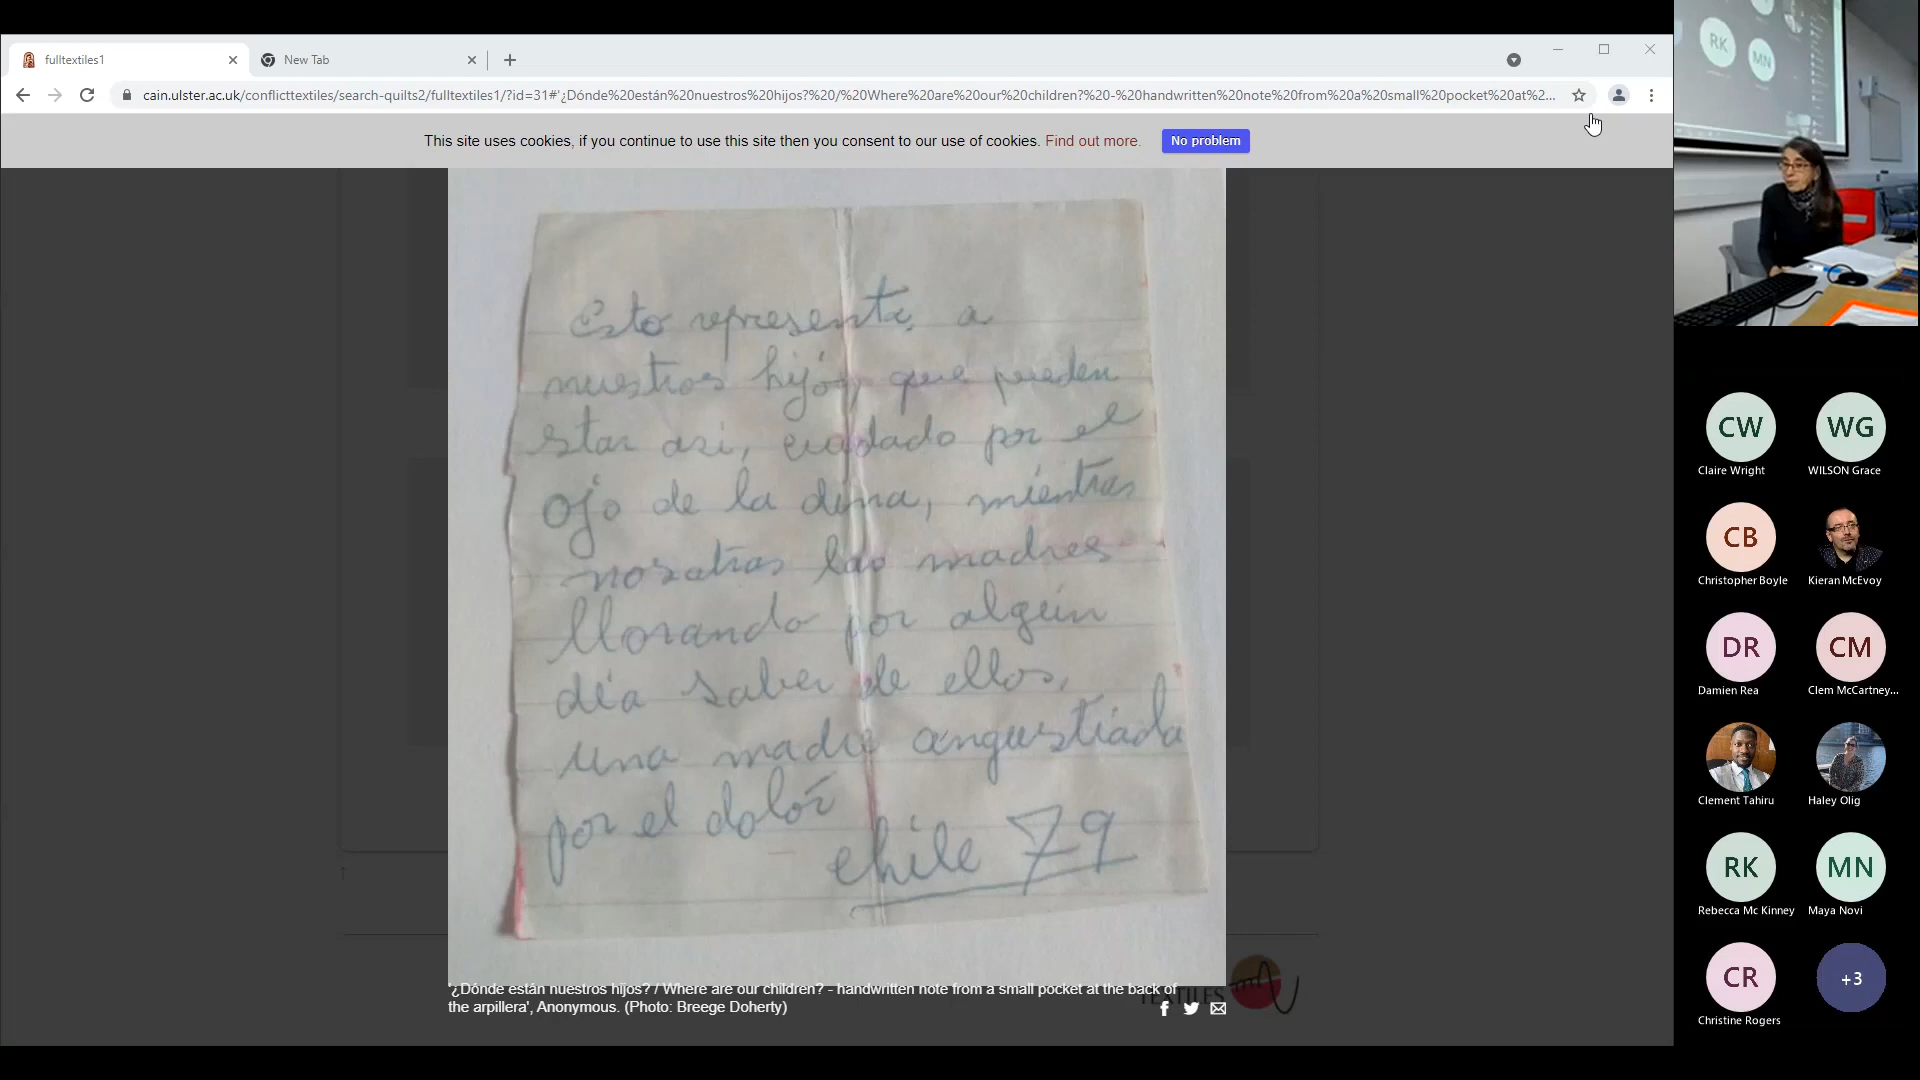 fulltextiles1
New Tab
cain.ulster.ac.uk/conflicttextiles/search-quilts2/fulltextiles1/?id=31#'¿Dónde%20están%20nuestros%20hijos?%20/%20Where%20are%20our%20children?%20-%20handwritten%20note%20from%20a%20small%20pocket%20at%2...
This site uses cookies, if you continue to use this site then you consent to our use of cookies. Find out more. No problem
Esto representa, a
nuestros hijós, que pueden
star asi, cuadado por el
ojo de la dina, mientras
nosatras las madres
llorando por algún
día saber de ellos,
una madre angustiada
por el dolór
chile 79
'¿Dónde están nuestros hijos? / Where are our children? - handwritten note from a small pocket at the back of
the arpillera', Anonymous. (Photo: Breege Doherty)
TEXTILES
RK
MN
CW WG
Claire Wright WILSON Grace
CB
Christopher Boyle Kieran McEvoy
DR CM
Damien Rea Clem McCartney...
Clement Tahiru Haley Olig
RK MN
Rebecca Mc Kinney Maya Novi
CR +3
Christine Rogers